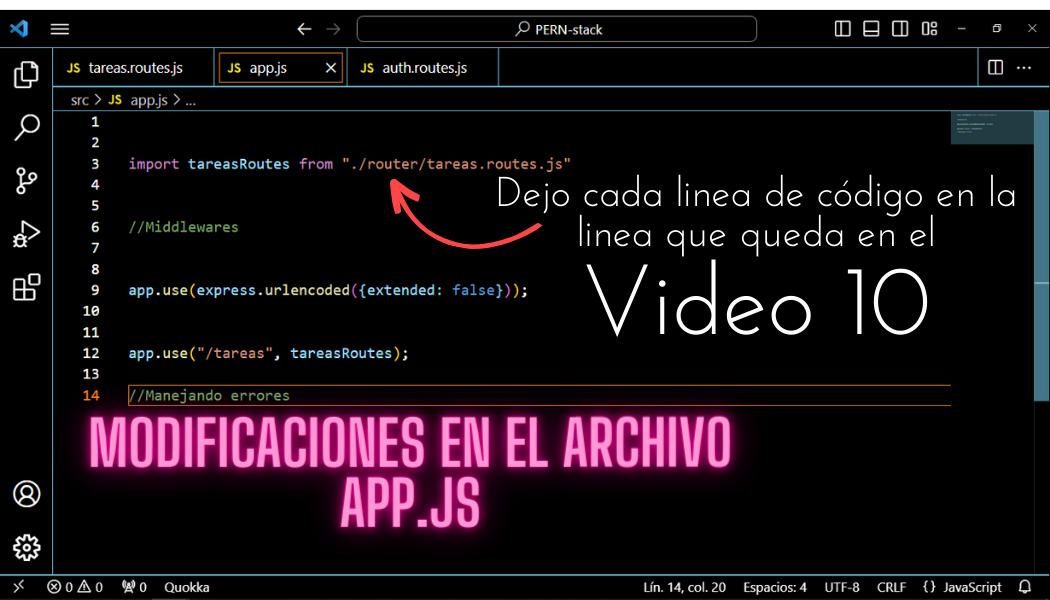 PERN-stack
JS tareas.routes.js
JS app.js
JS auth.routes.js
src > JS app.js > ...
1
2
3 import tareasRoutes from "./router/tareas.routes.js"
4
5
6 //Middlewares
7
8
9 app.use(express.urlencoded({extended: false}));
10
11
12 app.use("/tareas", tareasRoutes);
13
14 //Manejando errores
Dejo cada linea de código en la
linea que queda en el
Video 10
MODIFICACIONES EN EL ARCHIVO
APP.JS
0 0 0 Quokka Lín. 14, col. 20 Espacios: 4 UTF-8 CRLF {} JavaScript